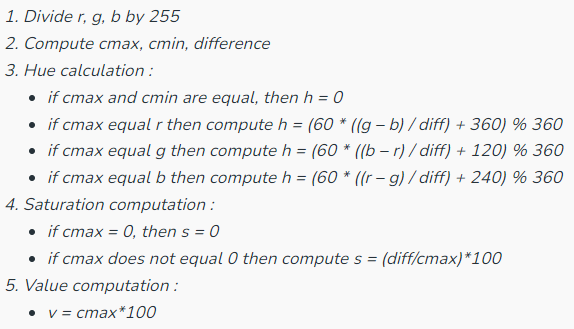 1. Divide r, g, b by 255
2. Compute cmax, cmin, difference
3. Hue calculation :
• if cmax and cmin are equal, then h = 0
• if cmax equal r then compute h = (60 * ((g – b) / diff) + 360) % 360
• if cmax equal g then compute h = (60 * ((b – r) / diff) + 120) % 360
• if cmax equal b then compute h = (60 * ((r – g) / diff) + 240) % 360
4. Saturation computation :
• if cmax = 0, then s = 0
• if cmax does not equal 0 then compute s = (diff/cmax)*100
5. Value computation :
• v = cmax*100